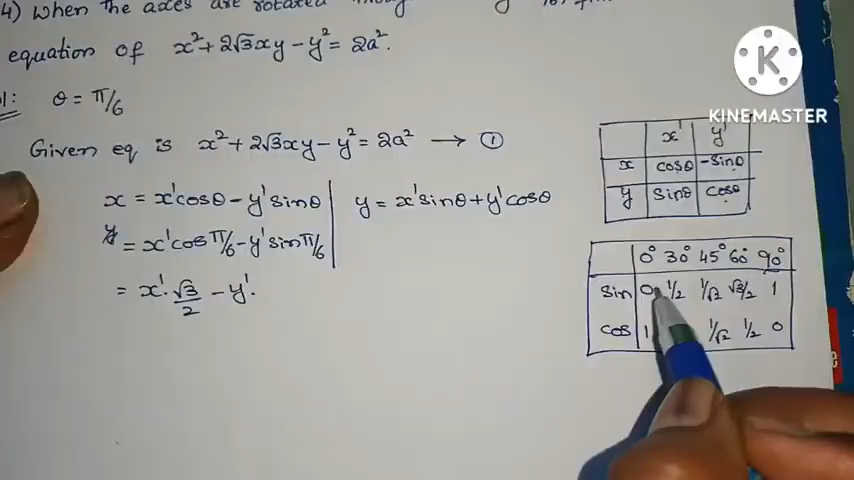 4) When the axes are rotated
equation of x²+2√3xy-y²=2a².
θ = π/6
Given eq is x²+2√3xy-y²=2a² → ①
x = x'cosθ - y'sinθ | y = x'sinθ + y'cosθ
= x'cosπ/6 - y'sinπ/6
= x'·√3/2 - y'·
K
KINEMASTER
x' y'
x cosθ -sinθ
y sinθ cosθ
0° 30° 45° 60° 90°
sin 0 1/2 1/√2 √3/2 1
cos 1 1/√2 1/2 0